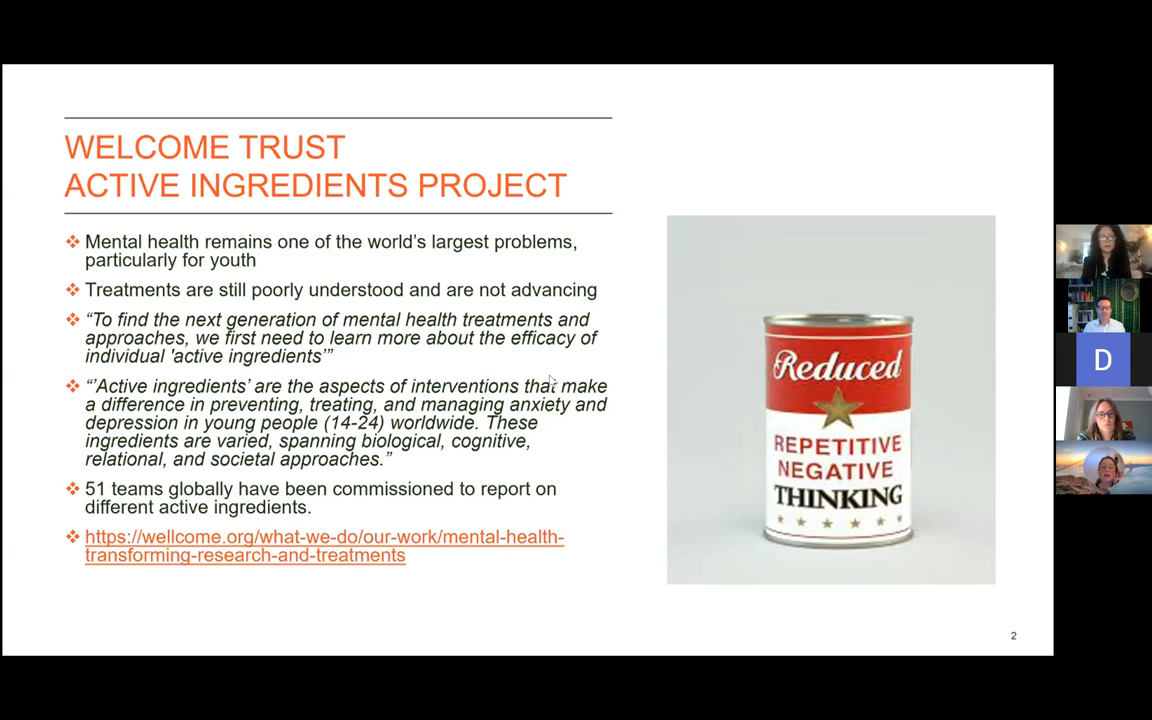 WELCOME TRUST
ACTIVE INGREDIENTS PROJECT
Mental health remains one of the world’s largest problems,
particularly for youth
Treatments are still poorly understood and are not advancing
“To find the next generation of mental health treatments and
approaches, we first need to learn more about the efficacy of
individual 'active ingredients’”
“’Active ingredients’ are the aspects of interventions that make
a difference in preventing, treating, and managing anxiety and
depression in young people (14-24) worldwide. These
ingredients are varied, spanning biological, cognitive,
relational, and societal approaches.”
51 teams globally have been commissioned to report on
different active ingredients.
https://wellcome.org/what-we-do/our-work/mental-health-
transforming-research-and-treatments
Reduced
REPETITIVE
NEGATIVE
THINKING
2
D